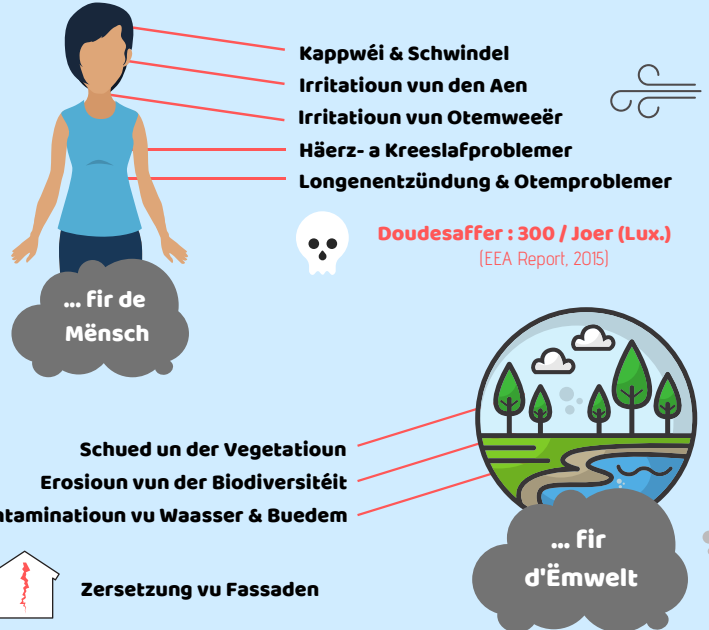 Kappwéi & Schwindel
Irritatioun vun den Aen
Irritatioun vun Otemweeër
Häerz- a Kreeslafproblemer
Longenentzündung & Otemproblemer
Doudesaffer : 300 / Joer (Lux.)
(EEA Report, 2015)
... fir de
Mënsch
Schued un der Vegetatioun
Erosioun vun der Biodiversitéit
vu Waasser & Buedem
... fir
d'Ëmwelt
Zersetzung vu Fassaden